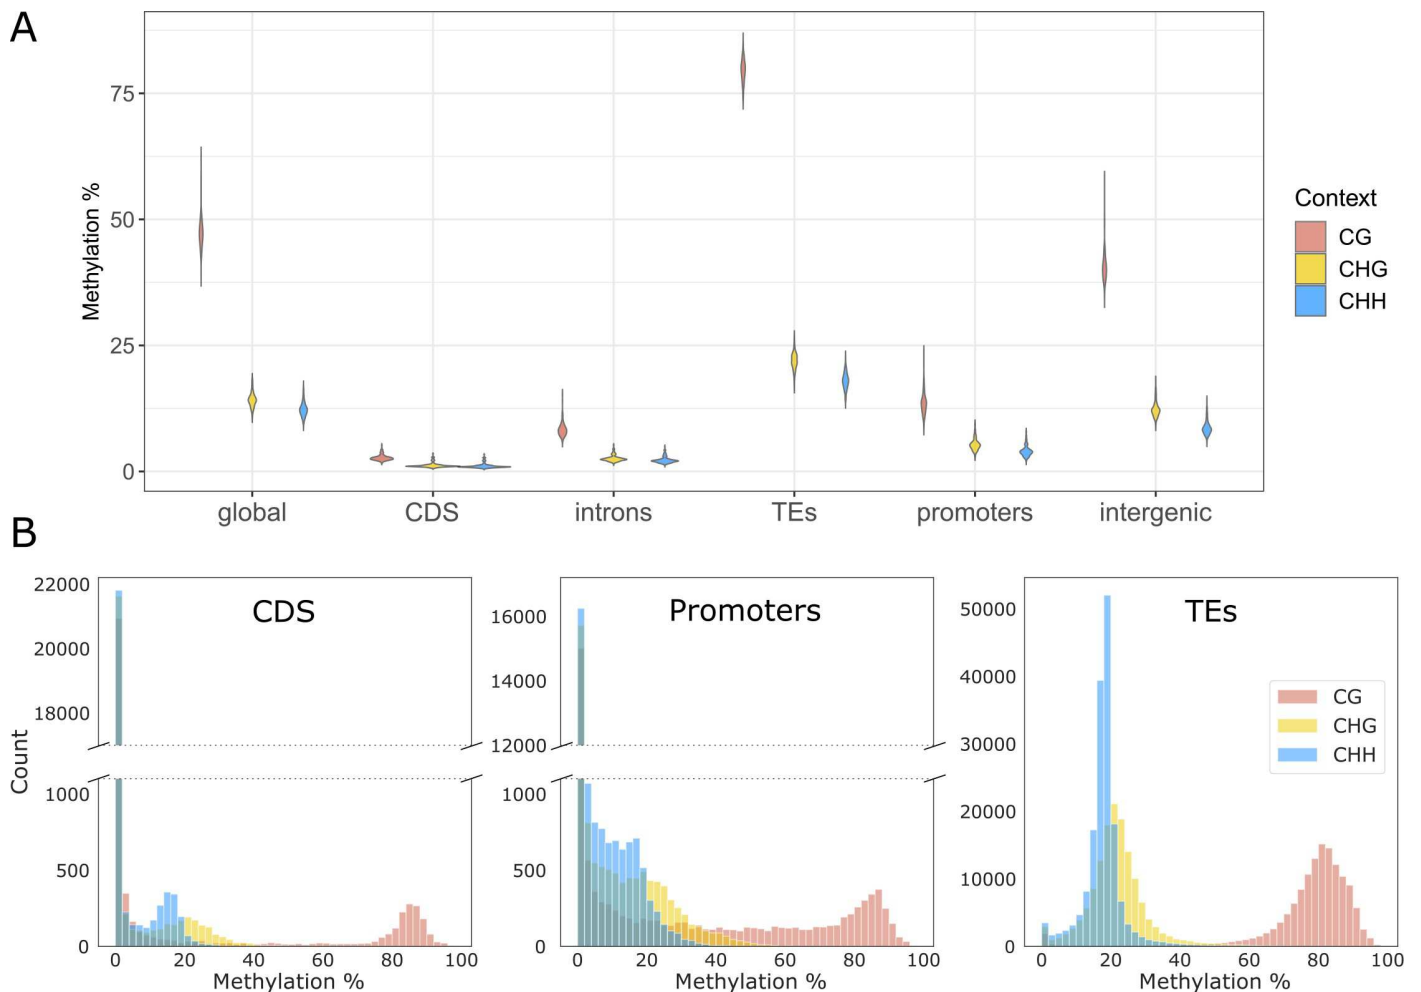 A
Methylation %
75
50
25
0
global CDS introns TEs promoters intergenic
Context
CG
CHG
CHH
B
Count
22000
20000
18000
1000
500
0
CDS
0 20 40 60 80 100
Methylation %
16000
14000
12000
1000
500
0
Promoters
0 20 40 60 80 100
Methylation %
50000
40000
30000
20000
10000
0
TEs
CG
CHG
CHH
0 20 40 60 80 100
Methylation %